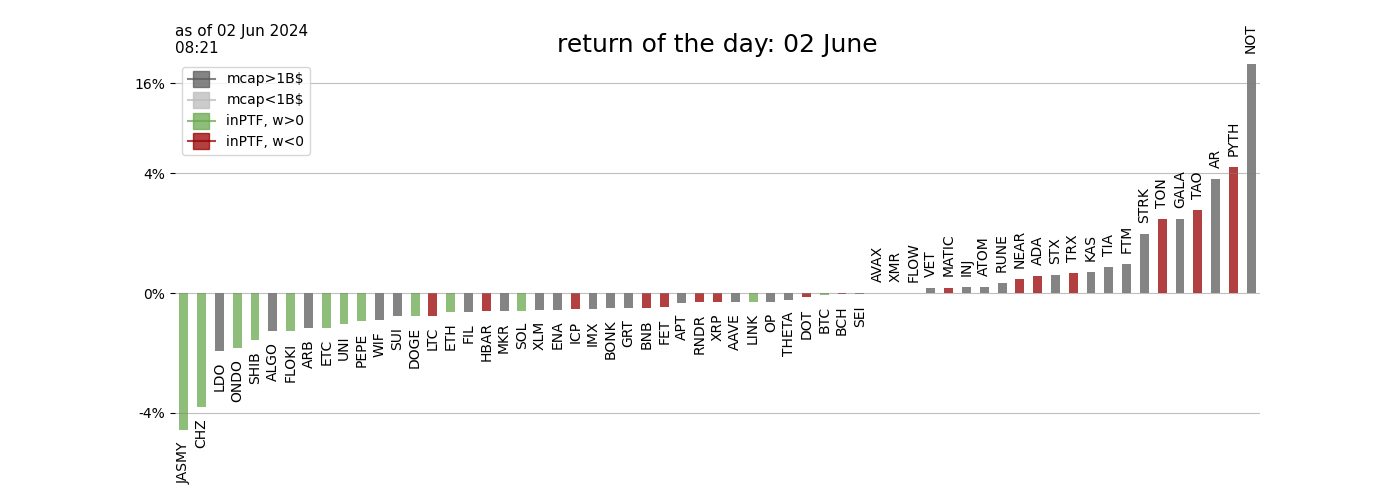 as of 02 Jun 2024
08:21
return of the day: 02 June
mcap>1B$
mcap<1B$
inPTF, w>0
inPTF, w<0
16%
4%
0%
-4%
JASMY
CHZ
LDO
ONDO
SHIB
ALGO
FLOKI
ARB
ETC
UNI
PEPE
WIF
SUI
DOGE
LTC
ETH
FIL
HBAR
MKR
SOL
XLM
ENA
ICP
IMX
BONK
GRT
BNB
FET
APT
RNDR
XRP
AAVE
LINK
OP
THETA
DOT
BTC
BCH
SEI
AVAX
XMR
FLOW
VET
MATIC
INJ
ATOM
RUNE
NEAR
ADA
STX
TRX
KAS
TIA
FTM
STRK
TON
GALA
TAO
AR
PYTH
NOT